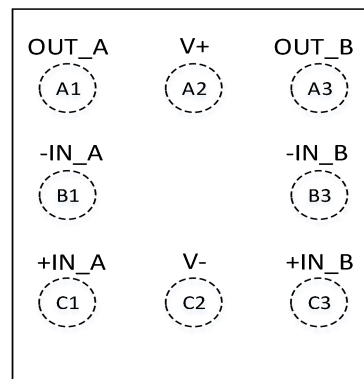 OUT_A V+ OUT_B
A1 A2 A3
-IN_A -IN_B
B1 B3
+IN_A V- +IN_B
C1 C2 C3